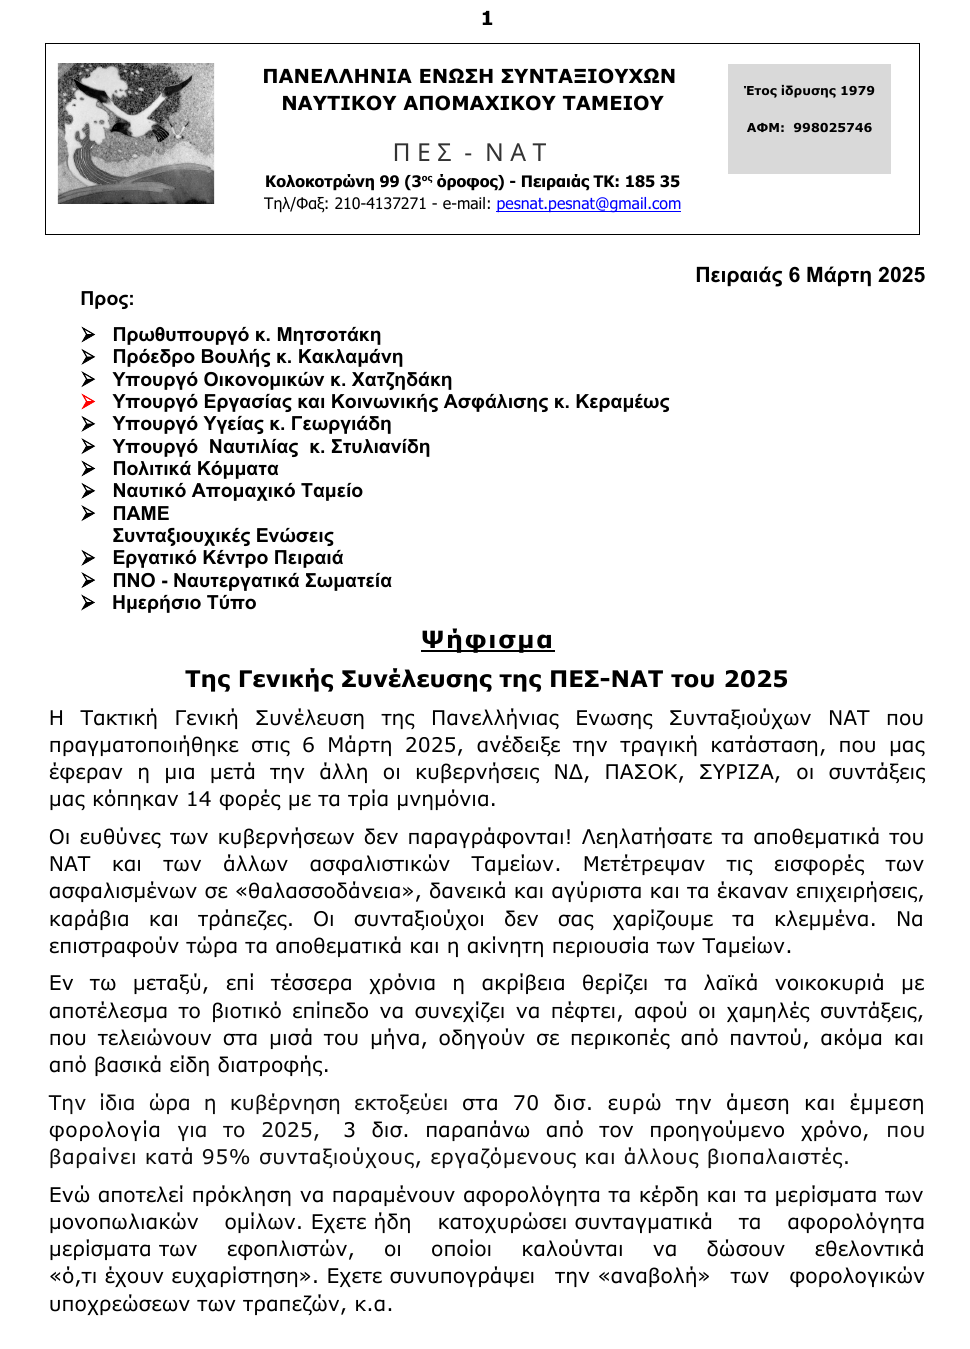 1
ΠΑΝΕΛΛΗΝΙΑ ΕΝΩΣΗ ΣΥΝΤΑΞΙΟΥΧΩΝ
ΝΑΥΤΙΚΟΥ ΑΠΟΜΑΧΙΚΟΥ ΤΑΜΕΙΟΥ
Π Ε Σ - Ν Α Τ
Κολοκοτρώνη 99 (3ος όροφος) - Πειραιάς ΤΚ: 185 35
Τηλ/Φαξ: 210-4137271 - e-mail: pesnat.pesnat@gmail.com
Έτος ίδρυσης 1979
ΑΦΜ: 998025746
Πειραιάς 6 Μάρτη 2025
Προς:
➢ Πρωθυπουργό κ. Μητσοτάκη
➢ Πρόεδρο Βουλής κ. Κακλαμάνη
➢ Υπουργό Οικονομικών κ. Χατζηδάκη
➢ Υπουργό Εργασίας και Κοινωνικής Ασφάλισης κ. Κεραμέως
➢ Υπουργό Υγείας κ. Γεωργιάδη
➢ Υπουργό Ναυτιλίας κ. Στυλιανίδη
➢ Πολιτικά Κόμματα
➢ Ναυτικό Απομαχικό Ταμείο
➢ ΠΑΜΕ
Συνταξιουχικές Ενώσεις
➢ Εργατικό Κέντρο Πειραιά
➢ ΠΝΟ - Ναυτεργατικά Σωματεία
➢ Ημερήσιο Τύπο
Ψήφισμα
Της Γενικής Συνέλευσης της ΠΕΣ–ΝΑΤ του 2025
Η Τακτική Γενική Συνέλευση της Πανελλήνιας Ενωσης Συνταξιούχων ΝΑΤ που
πραγματοποιήθηκε στις 6 Μάρτη 2025, ανέδειξε την τραγική κατάσταση, που μας
έφεραν η μια μετά την άλλη οι κυβερνήσεις ΝΔ, ΠΑΣΟΚ, ΣΥΡΙΖΑ, οι συντάξεις
μας κόπηκαν 14 φορές με τα τρία μνημόνια.
Οι ευθύνες των κυβερνήσεων δεν παραγράφονται! Λεηλατήσατε τα αποθεματικά του
ΝΑΤ και των άλλων ασφαλιστικών Ταμείων. Μετέτρεψαν τις εισφορές των
ασφαλισμένων σε «θαλασσοδάνεια», δανεικά και αγύριστα και τα έκαναν επιχειρήσεις,
καράβια και τράπεζες. Οι συνταξιούχοι δεν σας χαρίζουμε τα κλεμμένα. Να
επιστραφούν τώρα τα αποθεματικά και η ακίνητη περιουσία των Ταμείων.
Εν τω μεταξύ, επί τέσσερα χρόνια η ακρίβεια θερίζει τα λαϊκά νοικοκυριά με
αποτέλεσμα το βιοτικό επίπεδο να συνεχίζει να πέφτει, αφού οι χαμηλές συντάξεις,
που τελειώνουν στα μισά του μήνα, οδηγούν σε περικοπές από παντού, ακόμα και
από βασικά είδη διατροφής.
Την ίδια ώρα η κυβέρνηση εκτοξεύει στα 70 δισ. ευρώ την άμεση και έμμεση
φορολογία για το 2025, 3 δισ. παραπάνω από τον προηγούμενο χρόνο, που
βαραίνει κατά 95% συνταξιούχους, εργαζόμενους και άλλους βιοπαλαιστές.
Ενώ αποτελεί πρόκληση να παραμένουν αφορολόγητα τα κέρδη και τα μερίσματα των
μονοπωλιακών ομίλων. Εχετε ήδη κατοχυρώσει συνταγματικά τα αφορολόγητα
μερίσματα των εφοπλιστών, οι οποίοι καλούνται να δώσουν εθελοντικά
«ό,τι έχουν ευχαρίστηση». Εχετε συνυπογράψει την «αναβολή» των φορολογικών
υποχρεώσεων των τραπεζών, κ.α.